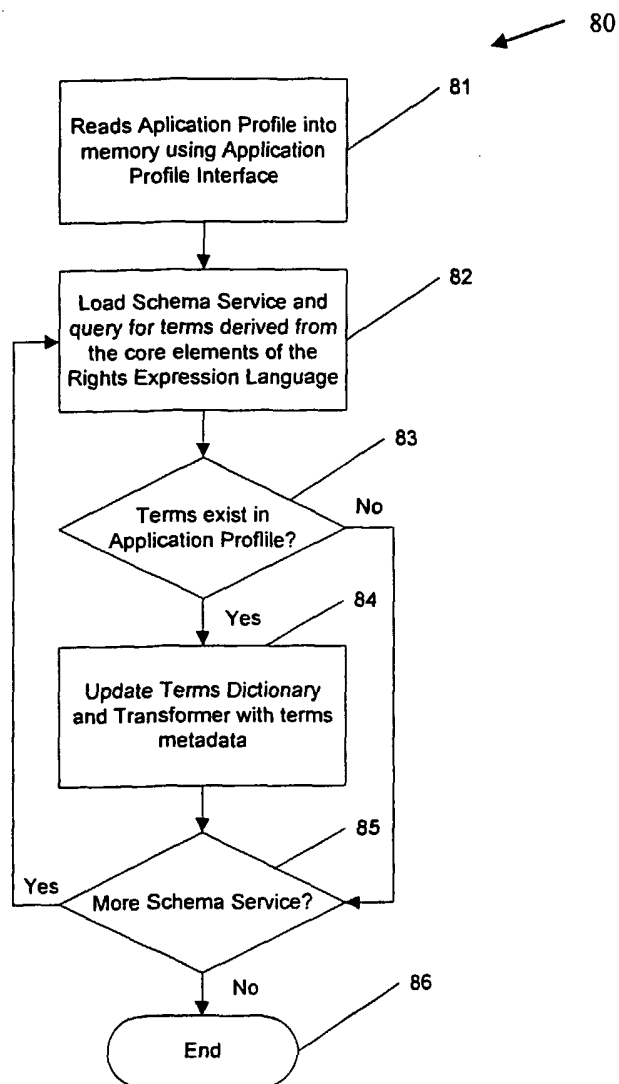 80
81
Reads Aplication Profile into
memory using Application
Profile Interface
82
Load Schema Service and
query for terms derived from
the core elements of the
Rights Expression Language
83
Terms exist in
Application Proflile?
No
Yes
84
Update Terms Dictionary
and Transformer with terms
metadata
85
More Schema Service?
Yes
No
86
End